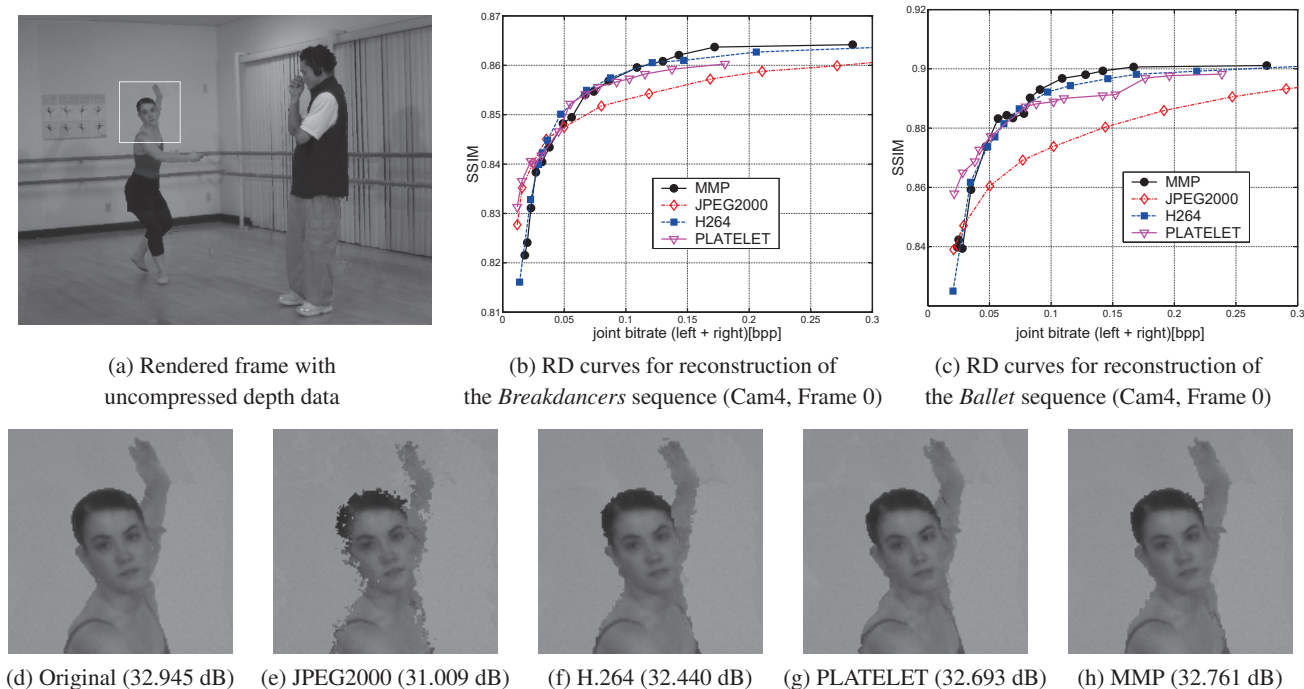 0.87
0.86
0.85
0.84
0.83
0.82
0.81
SSIM
0 0.05 0.1 0.15 0.2 0.25 0.3
joint bitrate (left + right)[bpp]
MMP
JPEG2000
H264
PLATELET
0.92
0.9
0.88
0.86
0.84
SSIM
0 0.05 0.1 0.15 0.2 0.25 0.3
joint bitrate (left + right)[bpp]
MMP
JPEG2000
H264
PLATELET
(a) Rendered frame with
uncompressed depth data
(b) RD curves for reconstruction of
the Breakdancers sequence (Cam4, Frame 0)
(c) RD curves for reconstruction of
the Ballet sequence (Cam4, Frame 0)
(d) Original (32.945 dB)
(e) JPEG2000 (31.009 dB)
(f) H.264 (32.440 dB)
(g) PLATELET (32.693 dB)
(h) MMP (32.761 dB)